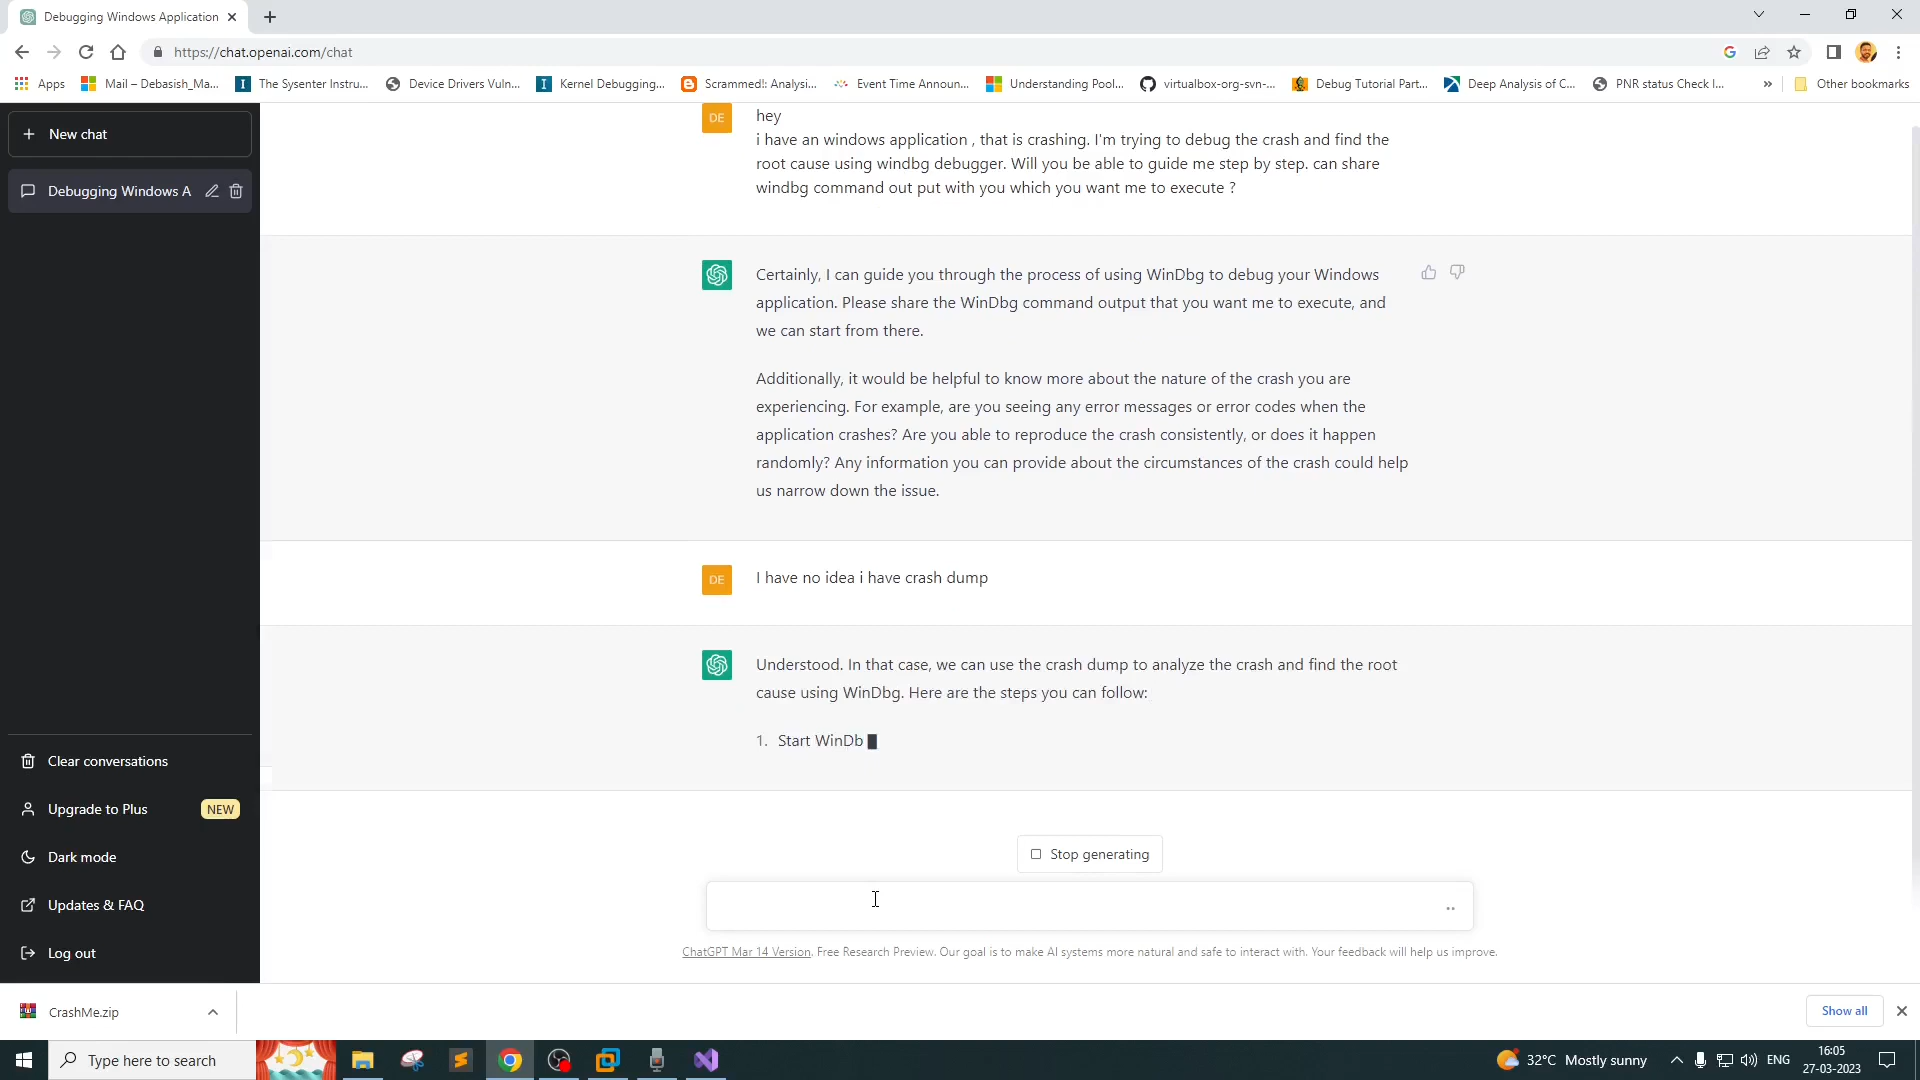 Debugging Windows Application
https://chat.openai.com/chat
Apps
Mail – Debasish_Ma...
The Sysenter Instru...
Device Drivers Vuln...
Kernel Debugging...
Scrammed!: Analysi...
Event Time Announ...
Understanding Pool...
virtualbox-org-svn-...
Debug Tutorial Part...
Deep Analysis of C...
PNR status Check I...
»
Other bookmarks
New chat
Debugging Windows A
DE
hey
i have an windows application , that is crashing. I'm trying to debug the crash and find the
root cause using windbg debugger. Will you be able to guide me step by step. can share
windbg command out put with you which you want me to execute ?
Certainly, I can guide you through the process of using WinDbg to debug your Windows
application. Please share the WinDbg command output that you want me to execute, and
we can start from there.
Additionally, it would be helpful to know more about the nature of the crash you are
experiencing. For example, are you seeing any error messages or error codes when the
application crashes? Are you able to reproduce the crash consistently, or does it happen
randomly? Any information you can provide about the circumstances of the crash could help
us narrow down the issue.
DE
I have no idea i have crash dump
Understood. In that case, we can use the crash dump to analyze the crash and find the root
cause using WinDbg. Here are the steps you can follow:
1. Start WinDb
Stop generating
ChatGPT Mar 14 Version. Free Research Preview. Our goal is to make AI systems more natural and safe to interact with. Your feedback will help us improve.
Clear conversations
Upgrade to Plus
NEW
Dark mode
Updates & FAQ
Log out
CrashMe.zip
Show all
Type here to search
32°C Mostly sunny
ENG
16:05
27-03-2023